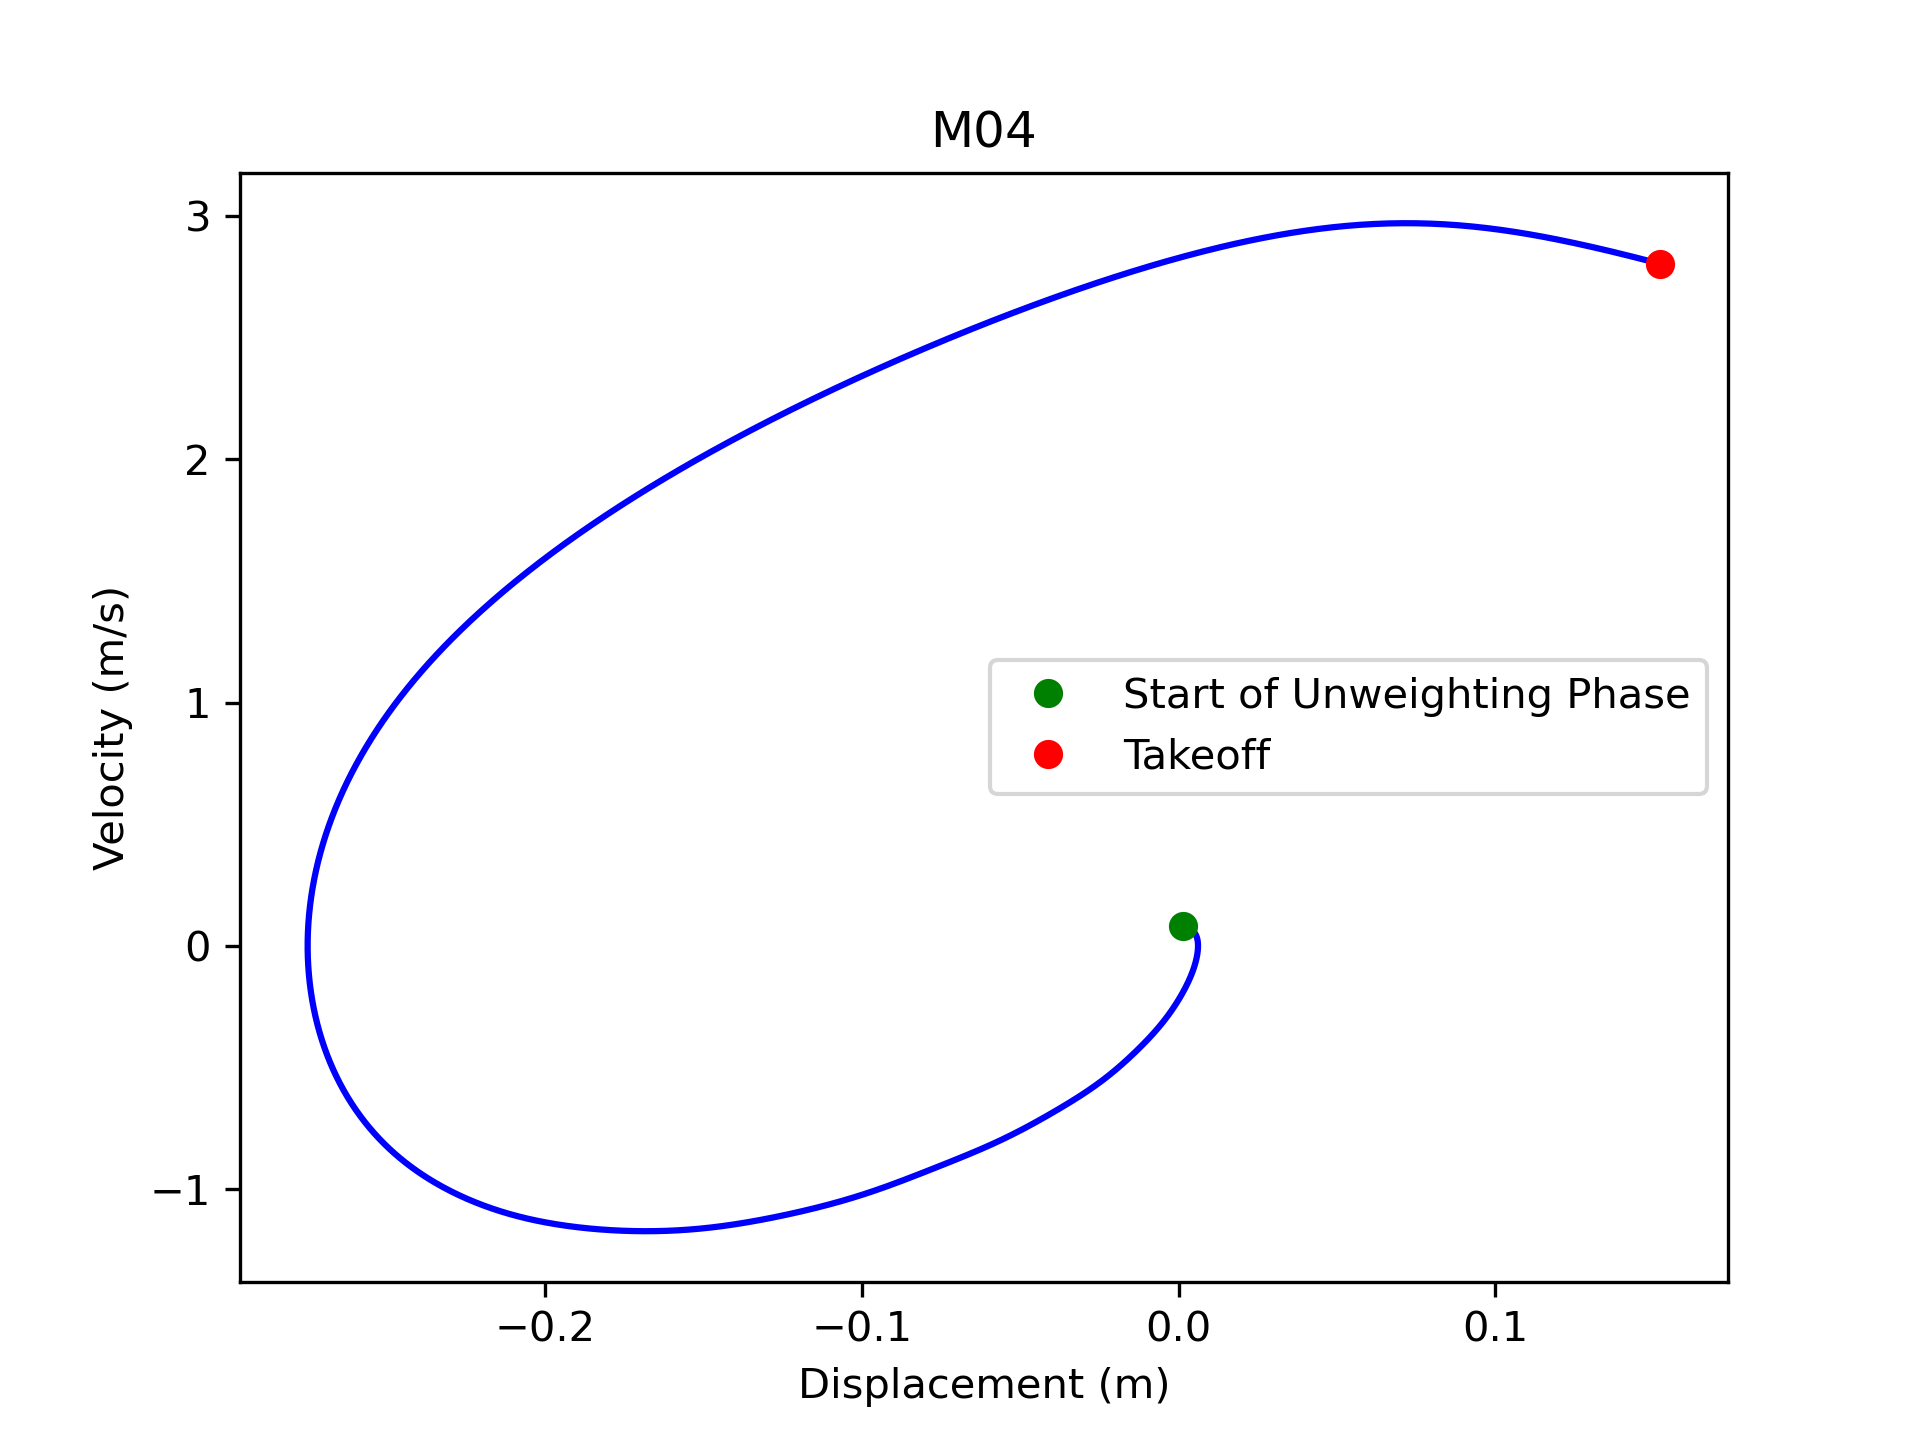 M04
3
2
1
0
−1
Velocity (m/s)
Start of Unweighting Phase
Takeoff
−0.2 −0.1 0.0 0.1
Displacement (m)